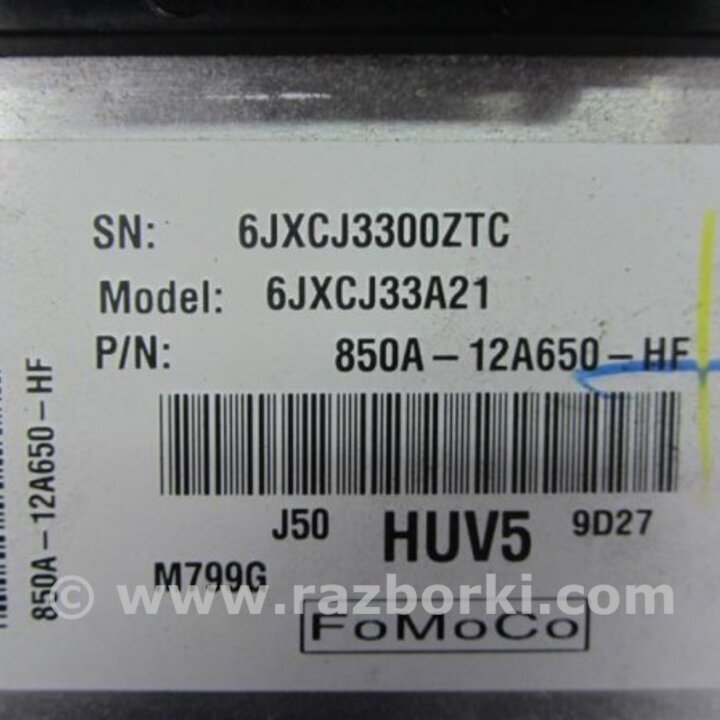 SN: 6JXCJ3300ZTC
Model: 6JXCJ33A21
P/N: 850A-12A650-HF
850A-12A650-HF
J50 HUV5 9D27
M799G
© www.razborki.com
FoMoCo